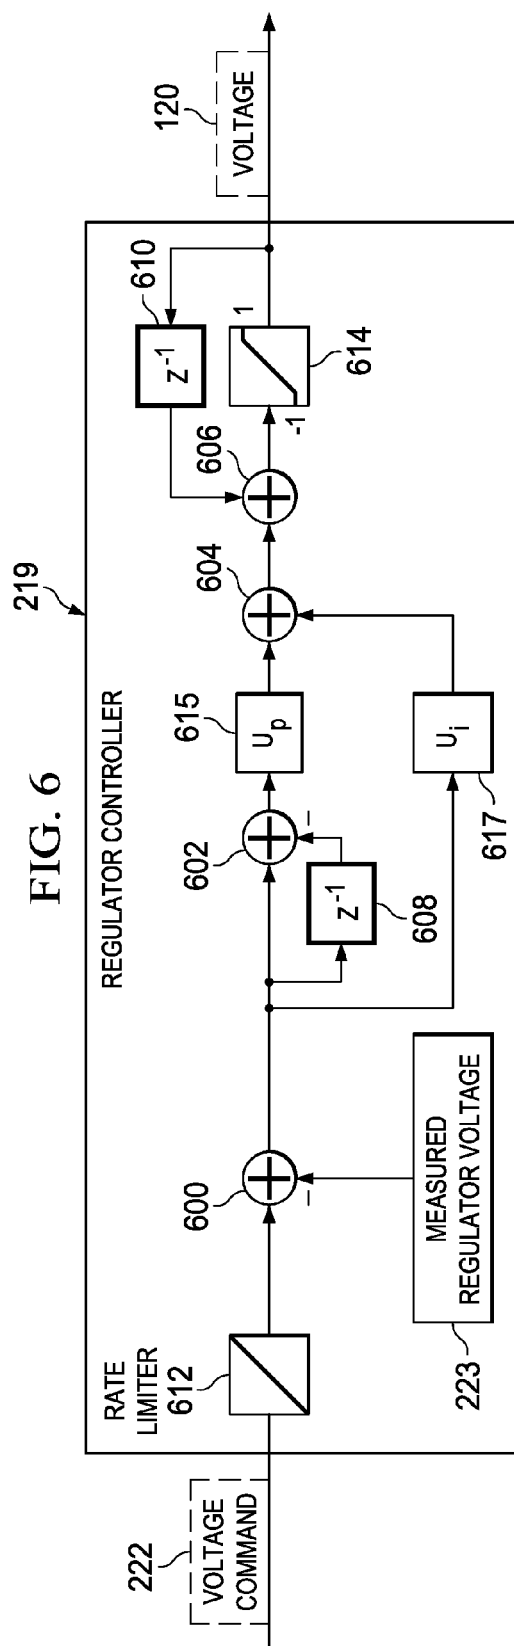 FIG. 6
219
REGULATOR CONTROLLER
222
VOLTAGE
COMMAND
RATE
LIMITER
612
600
–
MEASURED
REGULATOR VOLTAGE
223
602
–
z⁻¹
608
615
Uₚ
Uᵢ
617
604
606
z⁻¹
610
1
-1
614
120
VOLTAGE